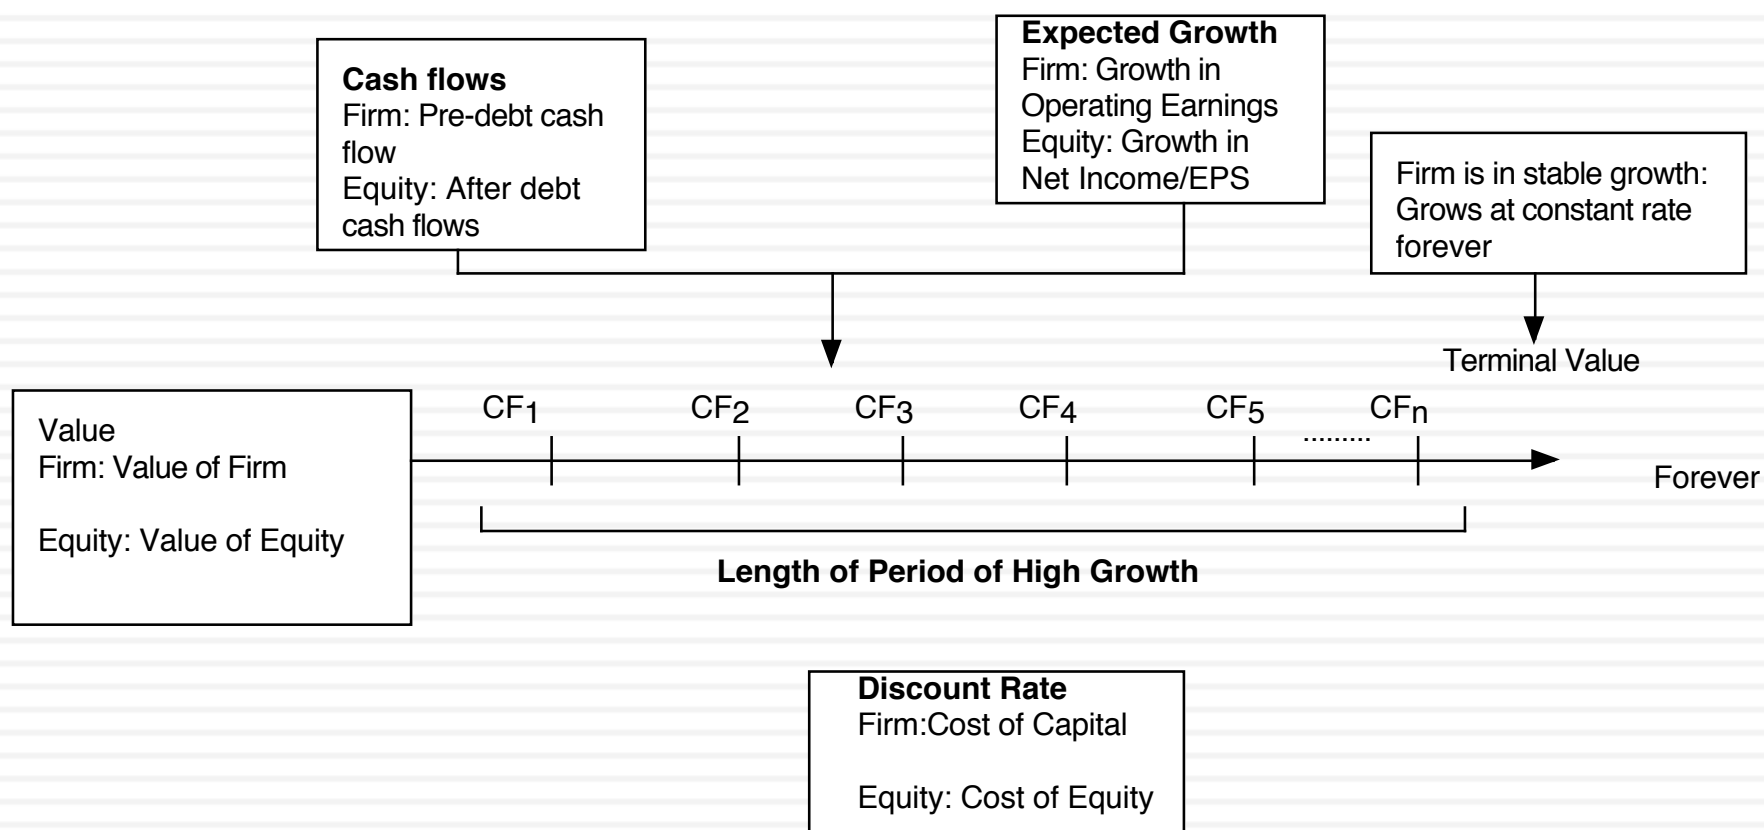 Cash flows
Firm: Pre-debt cash
flow
Equity: After debt
cash flows
Expected Growth
Firm: Growth in
Operating Earnings
Equity: Growth in
Net Income/EPS
Firm is in stable growth:
Grows at constant rate
forever
Terminal Value
CF1 CF2 CF3 CF4 CF5 ......... CFn
Value
Firm: Value of Firm
Equity: Value of Equity
Forever
Length of Period of High Growth
Discount Rate
Firm:Cost of Capital
Equity: Cost of Equity